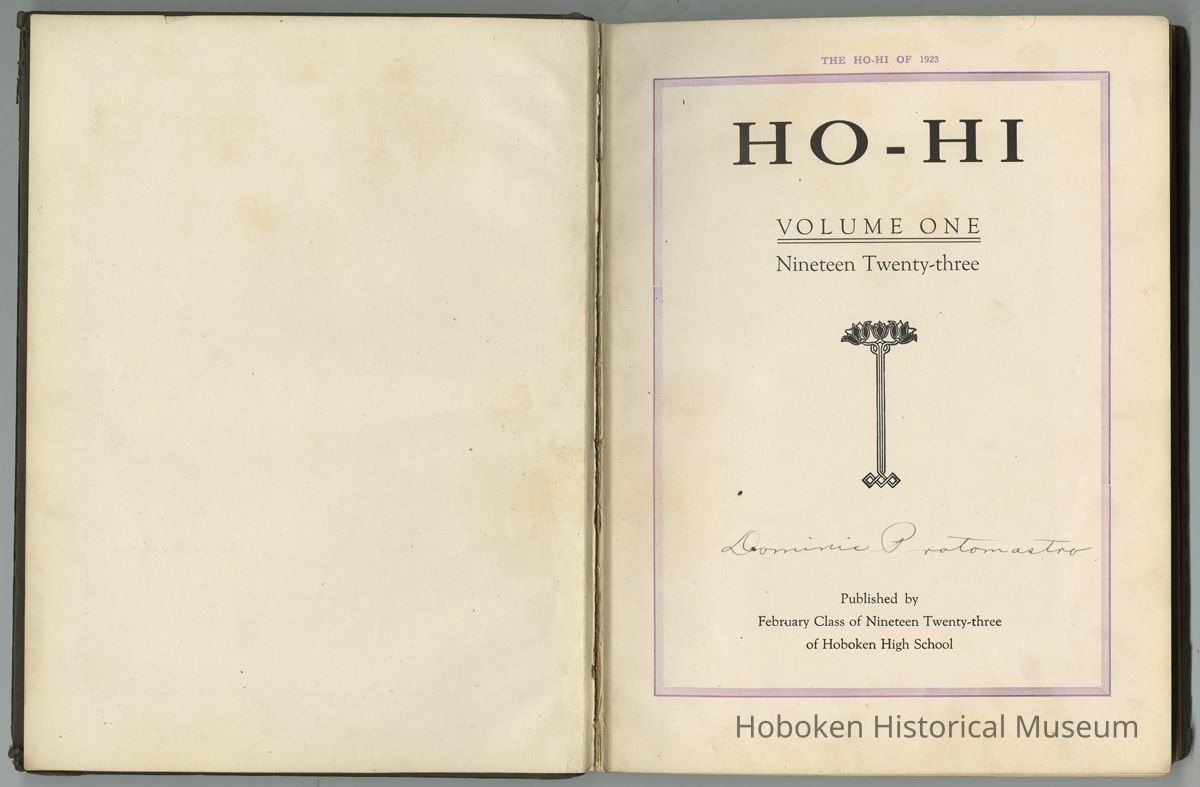 THE HO-HI OF 1923
HO-HI
VOLUME ONE
Nineteen Twenty-three
Dominic Protomastro
Published by
February Class of Nineteen Twenty-three
of Hoboken High School
Hoboken Historical Museum